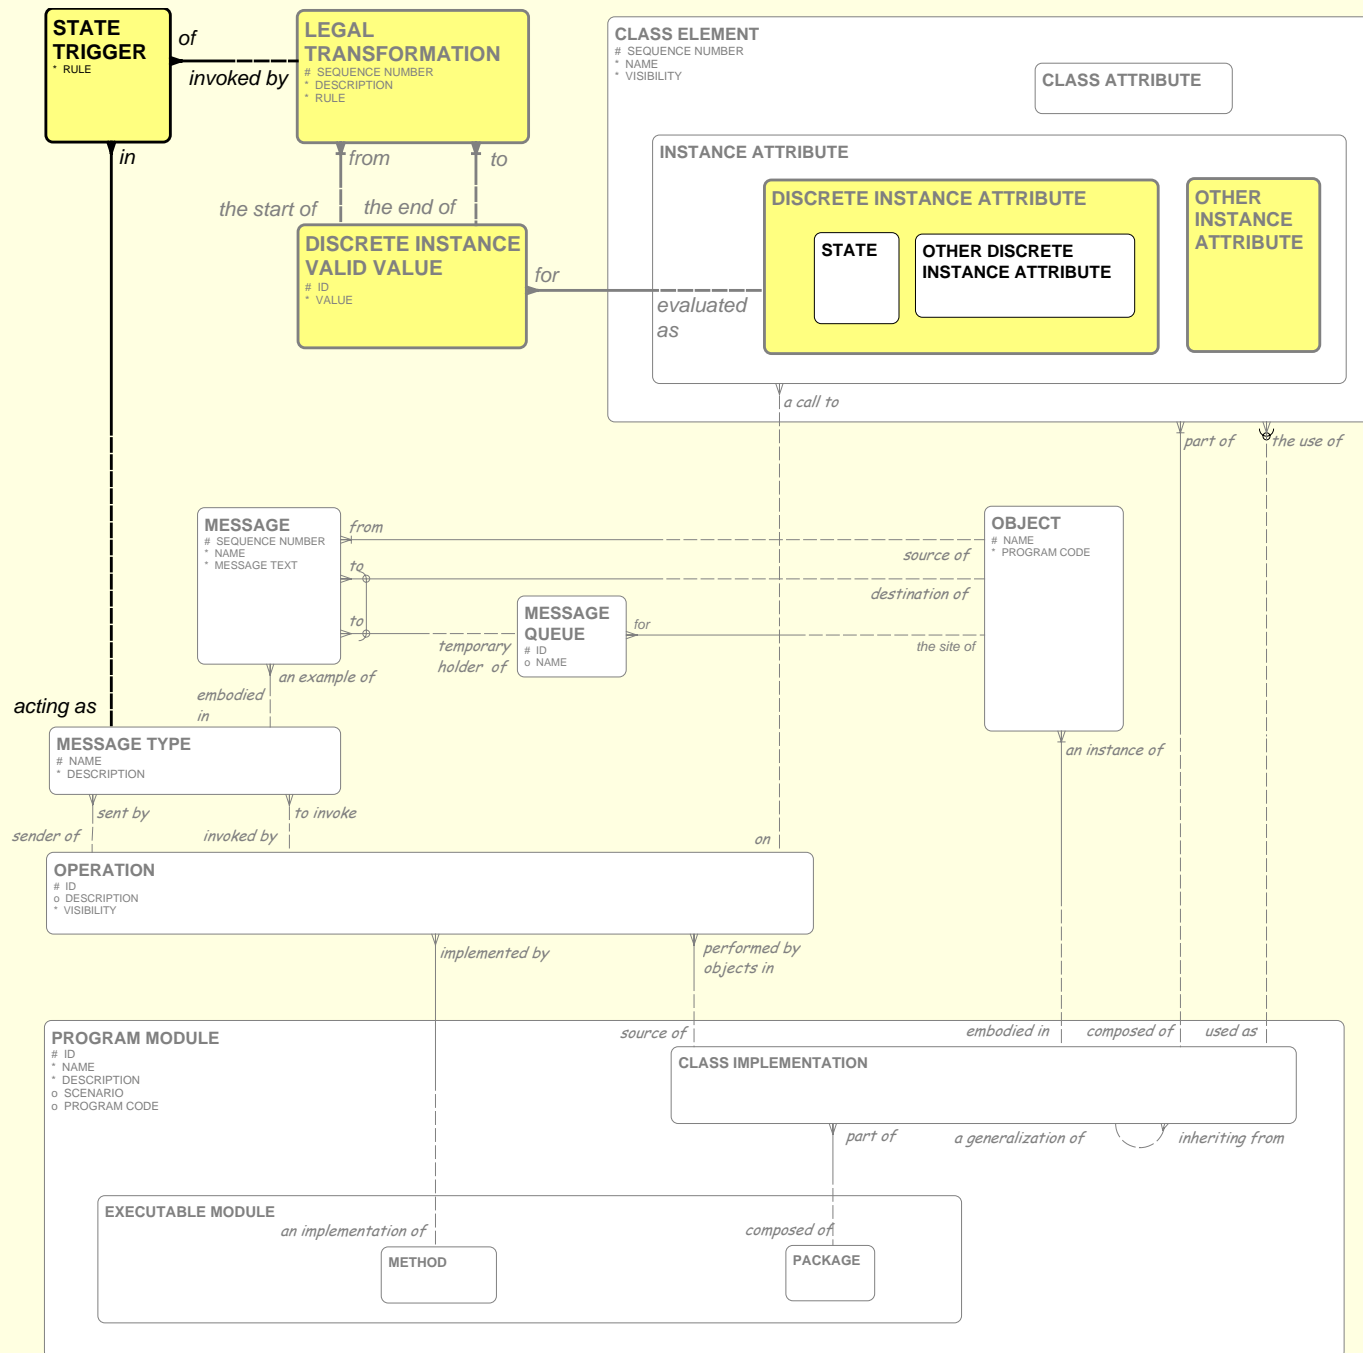 STATE
TRIGGER
* RULE
of
invoked by
LEGAL
TRANSFORMATION
# SEQUENCE NUMBER
* DESCRIPTION
* RULE
CLASS ELEMENT
# SEQUENCE NUMBER
* NAME
* VISIBILITY
CLASS ATTRIBUTE
in
from
to
the start of
the end of
INSTANCE ATTRIBUTE
DISCRETE INSTANCE ATTRIBUTE
STATE
OTHER DISCRETE
INSTANCE ATTRIBUTE
OTHER
INSTANCE
ATTRIBUTE
DISCRETE INSTANCE
VALID VALUE
# ID
* VALUE
for
evaluated
as
a call to
part of
the use of
MESSAGE
# SEQUENCE NUMBER
* NAME
* MESSAGE TEXT
from
source of
to
destination of
to
temporary
holder of
MESSAGE
QUEUE
# ID
o NAME
for
the site of
OBJECT
# NAME
* PROGRAM CODE
an example of
embodied
in
an instance of
acting as
MESSAGE TYPE
# NAME
* DESCRIPTION
sent by
to invoke
sender of
invoked by
on
OPERATION
# ID
o DESCRIPTION
* VISIBILITY
implemented by
performed by
objects in
source of
embodied in
composed of
used as
PROGRAM MODULE
# ID
* NAME
* DESCRIPTION
o SCENARIO
o PROGRAM CODE
CLASS IMPLEMENTATION
part of
a generalization of
inheriting from
EXECUTABLE MODULE
an implementation of
composed of
METHOD
PACKAGE